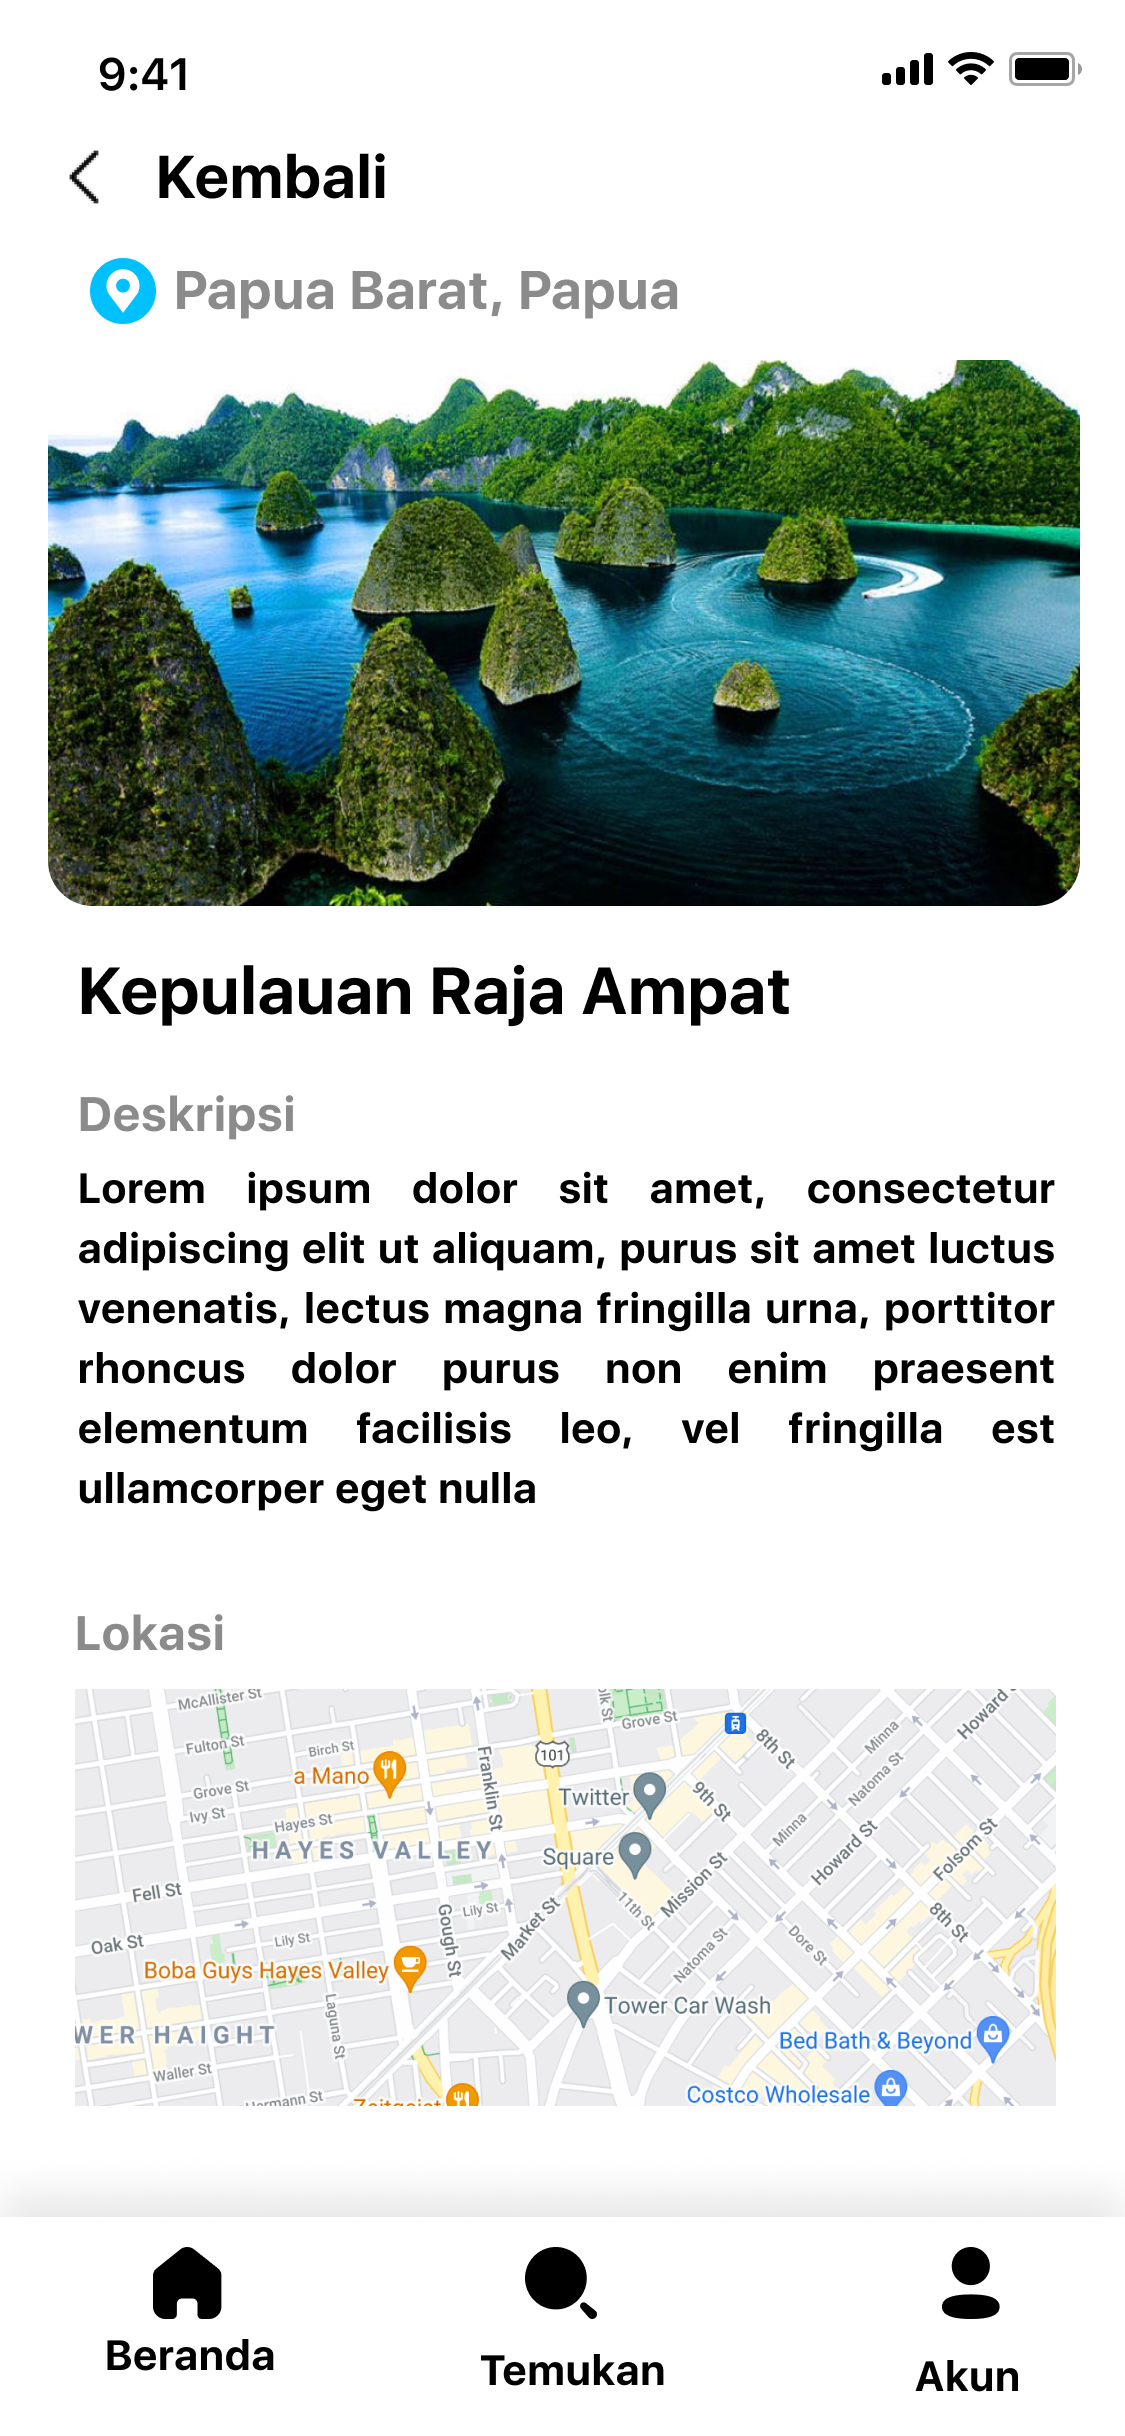 9:41
Kembali
Papua Barat, Papua
Kepulauan Raja Ampat
Deskripsi
Lorem ipsum dolor sit amet, consectetur
adipiscing elit ut aliquam, purus sit amet luctus
venenatis, lectus magna fringilla urna, porttitor
rhoncus dolor purus non enim praesent
elementum facilisis leo, vel fringilla est
ullamcorper eget nulla
Lokasi
McAllister St
Grove St
Howard
Fulton St
Birch St
101
8th St
Minna
a Mano
Franklin St
Twitter
9th St
Natoma St
Grove St
Ivy St
Hayes St
HAYES VALLEY
Square
Minna
Howard St
Folsom St
Mission St
Fell St
Lily St
Gough St
Market St
11th St
8th St
Oak St
Lily St
Natoma St
Dore St
Boba Guys Hayes Valley
Laguna St
Tower Car Wash
WER HAIGHT
Bed Bath & Beyond
Waller St
Costco Wholesale
Beranda
Temukan
Akun